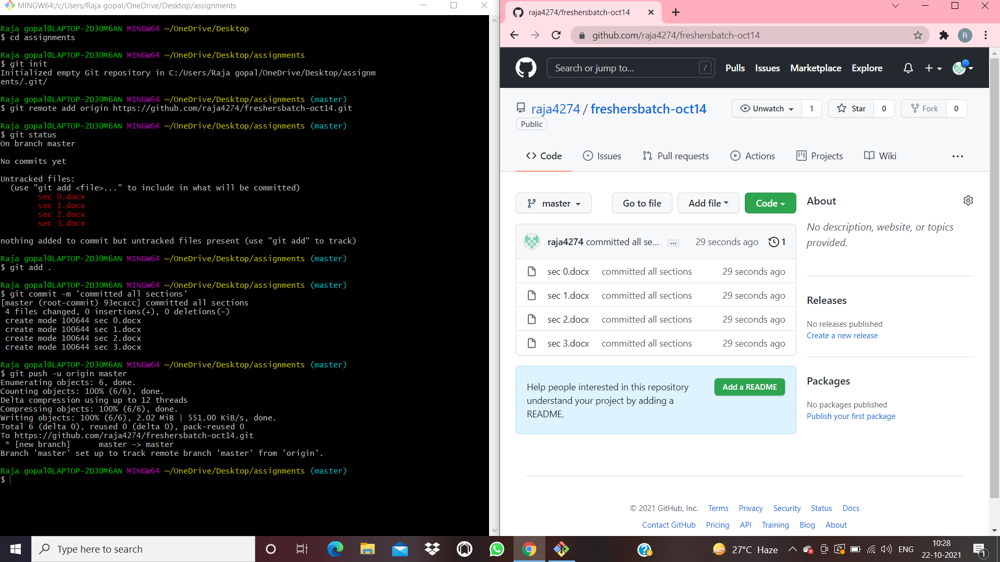 MINGW64:/c/Users/Raja gopal/OneDrive/Desktop/assignments
Raja gopal@LAPTOP-2D3OM6AN MINGW64 ~/OneDrive/Desktop
$ cd assignments
Raja gopal@LAPTOP-2D3OM6AN MINGW64 ~/OneDrive/Desktop/assignments
$ git init
Initialized empty Git repository in C:/Users/Raja gopal/OneDrive/Desktop/assignm
ents/.git/
Raja gopal@LAPTOP-2D3OM6AN MINGW64 ~/OneDrive/Desktop/assignments (master)
$ git remote add origin https://github.com/raja4274/freshersbatch-oct14.git
Raja gopal@LAPTOP-2D3OM6AN MINGW64 ~/OneDrive/Desktop/assignments (master)
$ git status
On branch master
No commits yet
Untracked files:
(use "git add <file>..." to include in what will be committed)
sec 0.docx
sec 1.docx
sec 2.docx
sec 3.docx
nothing added to commit but untracked files present (use "git add" to track)
Raja gopal@LAPTOP-2D3OM6AN MINGW64 ~/OneDrive/Desktop/assignments (master)
$ git add .
Raja gopal@LAPTOP-2D3OM6AN MINGW64 ~/OneDrive/Desktop/assignments (master)
$ git commit -m 'committed all sections'
[master (root-commit) 93ecacc] committed all sections
4 files changed, 0 insertions(+), 0 deletions(-)
create mode 100644 sec 0.docx
create mode 100644 sec 1.docx
create mode 100644 sec 2.docx
create mode 100644 sec 3.docx
Raja gopal@LAPTOP-2D3OM6AN MINGW64 ~/OneDrive/Desktop/assignments (master)
$ git push -u origin master
Enumerating objects: 6, done.
Counting objects: 100% (6/6), done.
Delta compression using up to 12 threads
Compressing objects: 100% (6/6), done.
Writing objects: 100% (6/6), 2.02 MiB | 551.00 KiB/s, done.
Total 6 (delta 0), reused 0 (delta 0), pack-reused 0
To https://github.com/raja4274/freshersbatch-oct14.git
* [new branch] master -> master
Branch 'master' set up to track remote branch 'master' from 'origin'.
Raja gopal@LAPTOP-2D3OM6AN MINGW64 ~/OneDrive/Desktop/assignments (master)
$
raja4274/freshersbatch-oct14
github.com/raja4274/freshersbatch-oct14
R
Search or jump to... /
Pulls Issues Marketplace Explore
raja4274 / freshersbatch-oct14
Public
Unwatch 1 Star 0 Fork 0
Code Issues Pull requests Actions Projects Wiki ...
master Go to file Add file Code
raja4274 committed all se... ... 29 seconds ago 1
sec 0.docx committed all sections 29 seconds ago
sec 1.docx committed all sections 29 seconds ago
sec 2.docx committed all sections 29 seconds ago
sec 3.docx committed all sections 29 seconds ago
Help people interested in this repository
understand your project by adding a
README.
Add a README
About
No description, website, or topics
provided.
Releases
No releases published
Create a new release
Packages
No packages published
Publish your first package
© 2021 GitHub, Inc. Terms Privacy Security Status Docs
Contact GitHub Pricing API Training Blog About
Type here to search
27°C Haze
ENG
10:28
22-10-2021
1